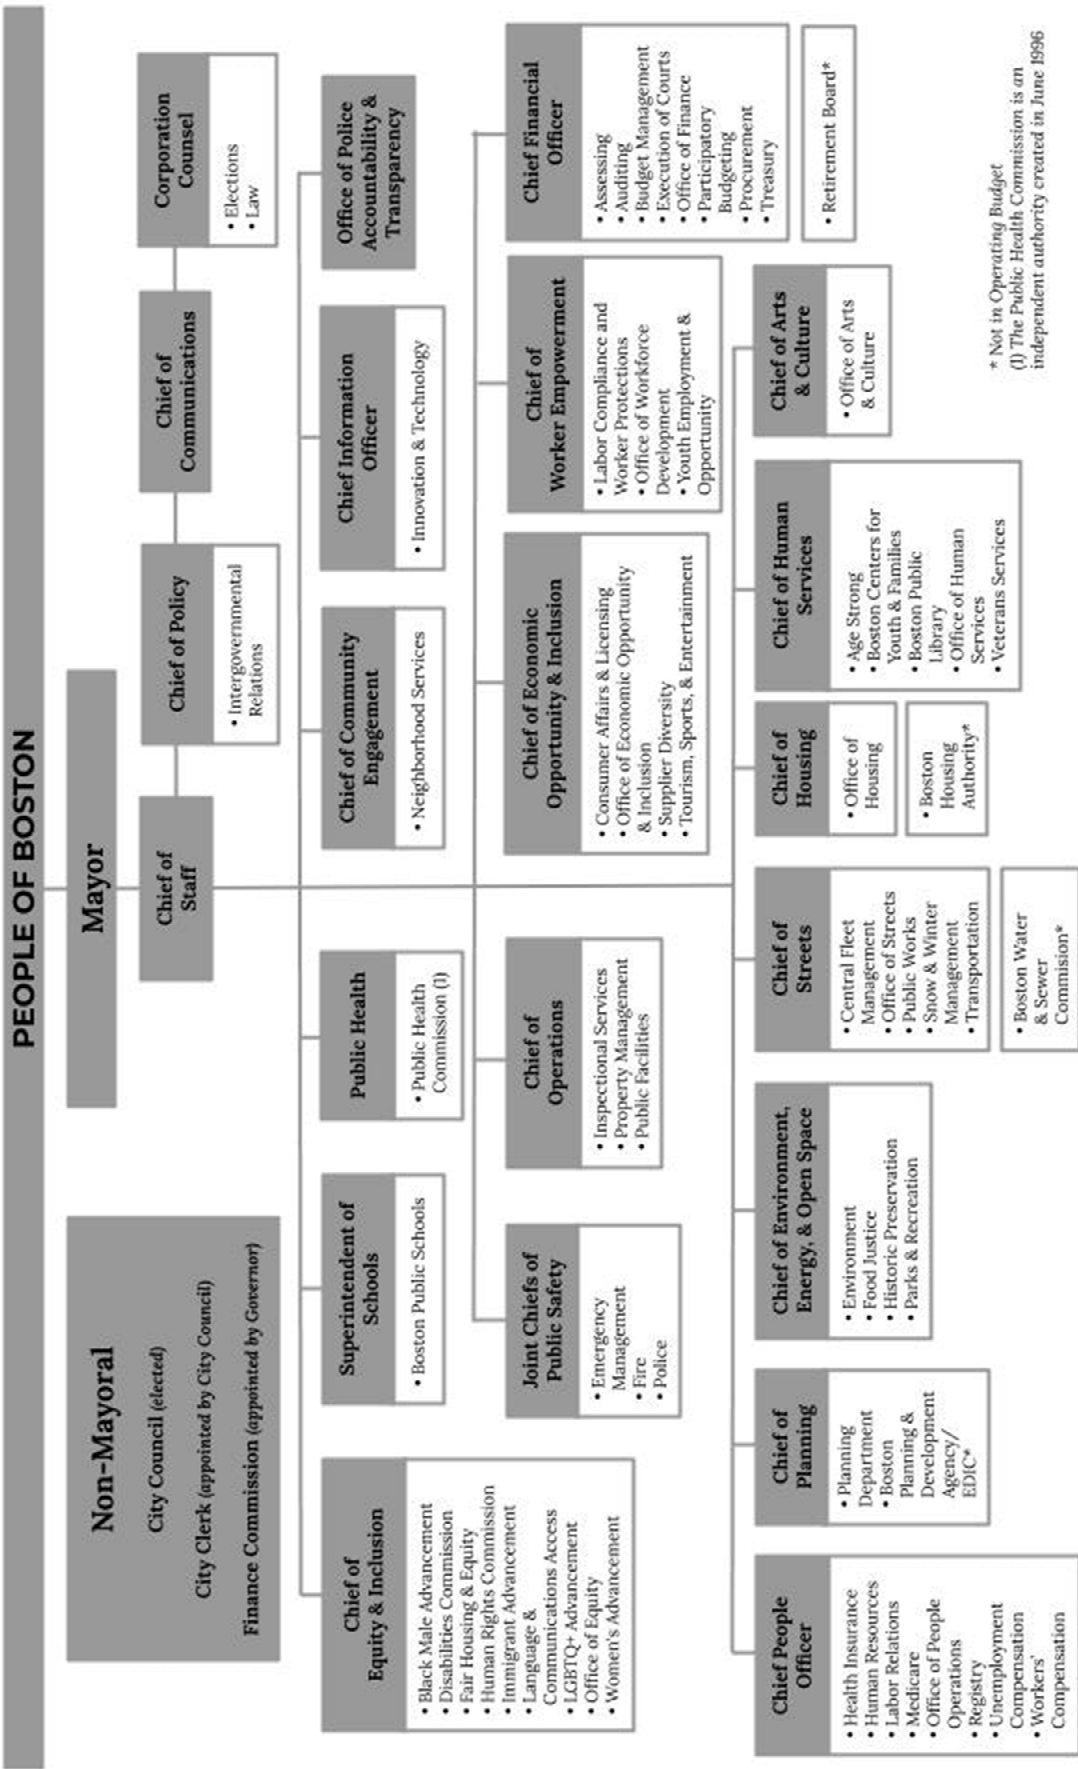 PEOPLE OF BOSTON
Non-Mayoral
City Council (elected)
City Clerk (appointed by City Council)
Finance Commission (appointed by Governor)
Mayor
Chief of
Staff
Chief of Policy
• Intergovernmental
Relations
Chief of
Communications
Corporation
Counsel
• Elections
• Law
Chief of
Equity & Inclusion
• Black Male Advancement
• Disabilities Commission
• Fair Housing & Equity
• Human Rights Commission
• Immigrant Advancement
• Language &
Communications Access
• LGBTQ+ Advancement
• Office of Equity
• Women's Advancement
Superintendent of
Schools
• Boston Public Schools
Public Health
• Public Health
Commission (1)
Chief of Community
Engagement
• Neighborhood Services
Chief Information
Officer
• Innovation & Technology
Office of Police
Accountability &
Transparency
Joint Chiefs of
Public Safety
• Emergency
Management
• Fire
• Police
Chief of
Operations
• Inspectional Services
• Property Management
• Public Facilities
Chief of Economic
Opportunity & Inclusion
• Consumer Affairs & Licensing
• Office of Economic Opportunity
& Inclusion
• Supplier Diversity
• Tourism, Sports, & Entertainment
Chief of
Worker Empowerment
• Labor Compliance and
Worker Protections
• Office of Workforce
Development
• Youth Employment &
Opportunity
Chief Financial
Officer
• Assessing
• Auditing
• Budget Management
• Execution of Courts
• Office of Finance
• Participatory
Budgeting
• Procurement
• Treasury
• Retirement Board*
Chief People
Officer
• Health Insurance
• Human Resources
• Labor Relations
• Medicare
• Office of People
Operations
• Registry
• Unemployment
Compensation
• Workers'
Compensation
Chief of
Planning
• Planning
Department
• Boston
Planning &
Development
Agency/
EDIC*
Chief of Environment,
Energy, & Open Space
• Environment
• Food Justice
• Historic Preservation
• Parks & Recreation
Chief of
Streets
• Central Fleet
Management
• Office of Streets
• Public Works
• Snow & Winter
Management
• Transportation
• Boston Water
& Sewer
Commision*
Chief of
Housing
• Office of
Housing
• Boston
Housing
Authority*
Chief of Human
Services
• Age Strong
• Boston Centers for
Youth & Families
• Boston Public
Library
• Office of Human
Services
• Veterans Services
Chief of Arts
& Culture
• Office of Arts
& Culture
* Not in Operating Budget
(1) The Public Health Commission is an
independent authority created in June 1996